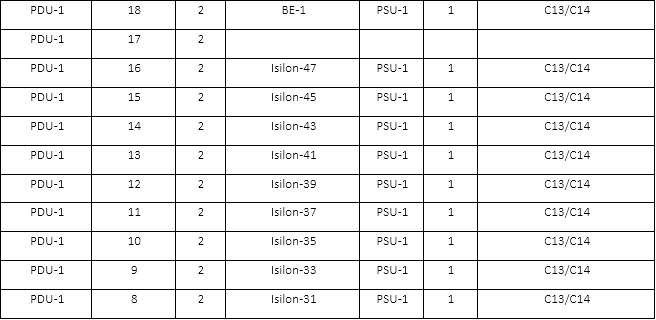 PDU-1 18 2 BE-1 PSU-1 1 C13/C14
PDU-1 17 2
PDU-1 16 2 Isilon-47 PSU-1 1 C13/C14
PDU-1 15 2 Isilon-45 PSU-1 1 C13/C14
PDU-1 14 2 Isilon-43 PSU-1 1 C13/C14
PDU-1 13 2 Isilon-41 PSU-1 1 C13/C14
PDU-1 12 2 Isilon-39 PSU-1 1 C13/C14
PDU-1 11 2 Isilon-37 PSU-1 1 C13/C14
PDU-1 10 2 Isilon-35 PSU-1 1 C13/C14
PDU-1 9 2 Isilon-33 PSU-1 1 C13/C14
PDU-1 8 2 Isilon-31 PSU-1 1 C13/C14